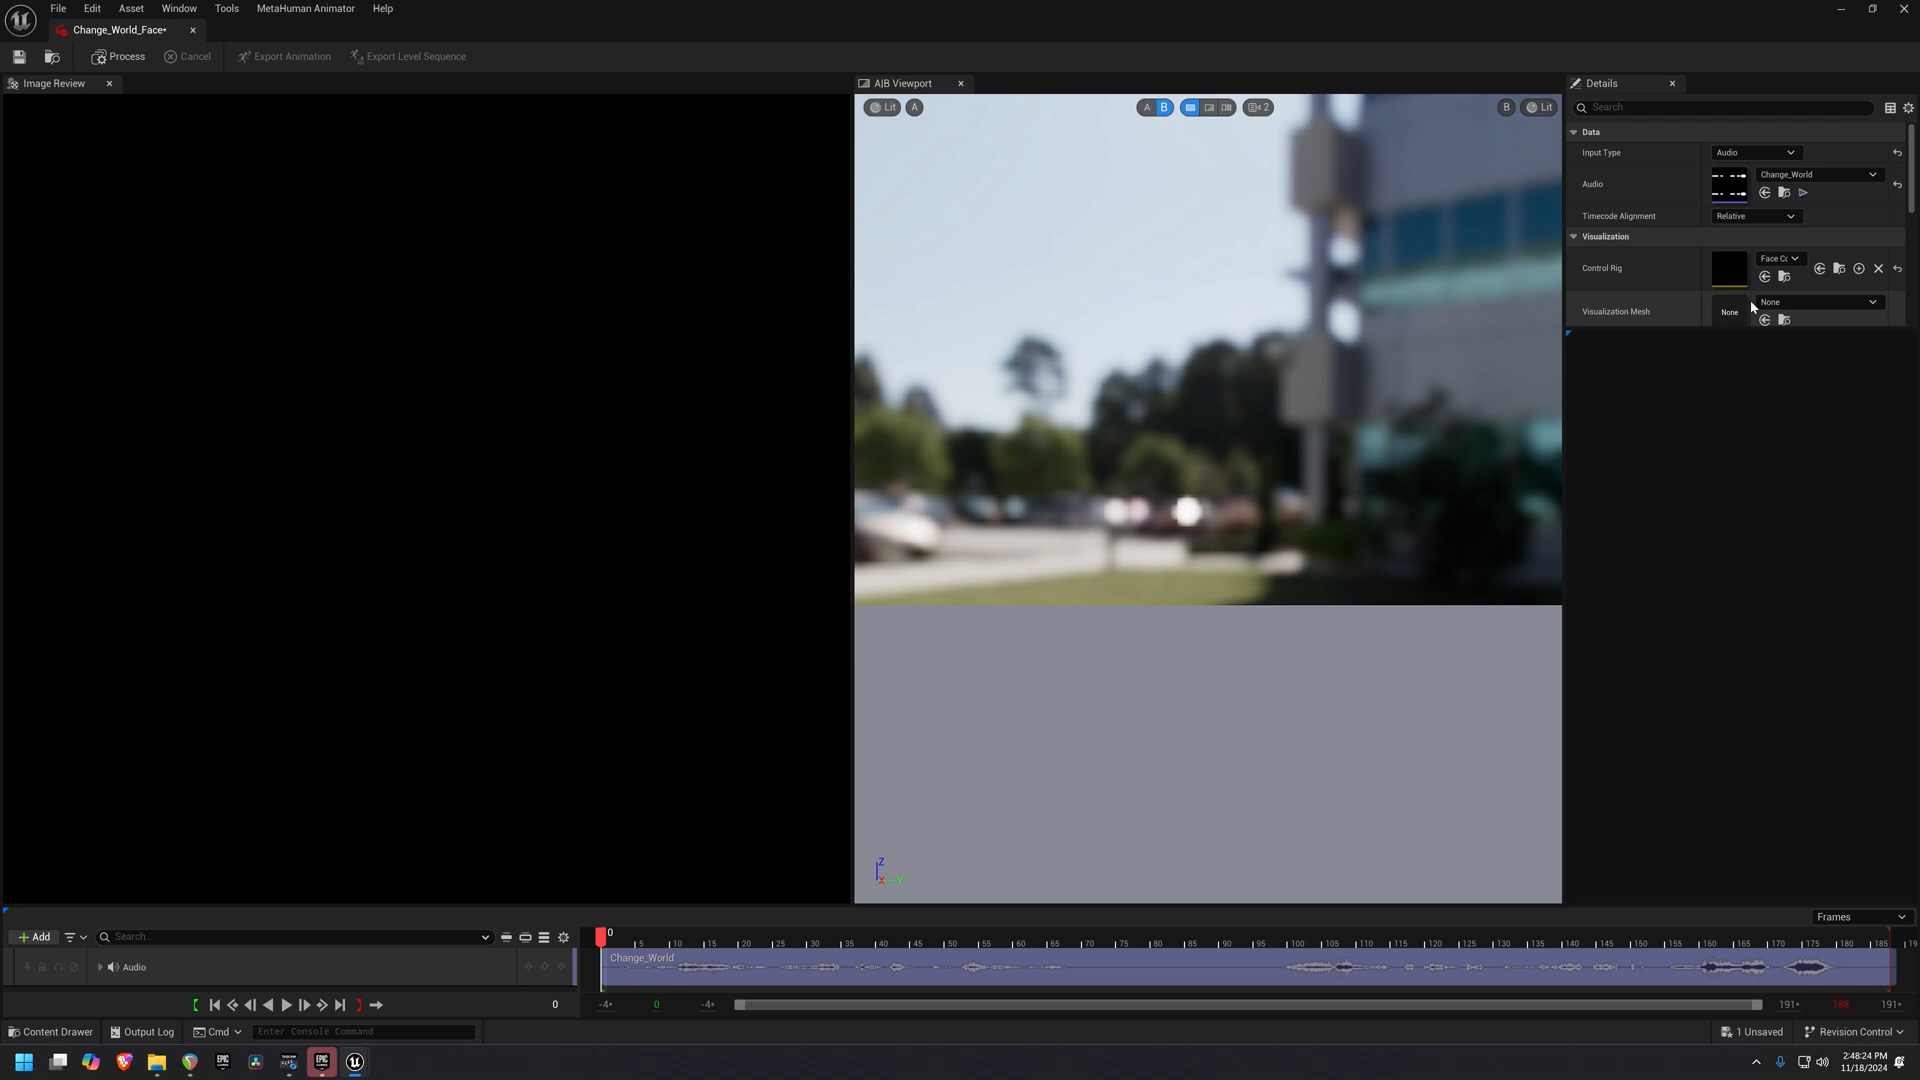 File Edit Asset Window Tools MetaHuman Animator Help
Change_World_Face*
Process Cancel Export Animation Export Level Sequence
Image Review
A|B Viewport
Details
Lit A
A B
2
B Lit
Search
Data
Input Type Audio
Audio Change_World
Timecode Alignment Relative
Visualization
Control Rig Face Cc
Visualization Mesh None None
Z
X Y
Frames
Add Search...
0
5 10 15 20 25 30 35 40 45 50 55 60 65 70 75 80 85 90 95 100 105 110 115 120 125 130 135 140 145 150 155 160 165 170 175 180 185 19
Audio
Change_World
0
-4+ 0 -4+ 191+ 188 191+
Content Drawer Output Log Cmd Enter Console Command
1 Unsaved Revision Control
EPIC GAMES TASCAM EPIC GAMES
2:48:24 PM
11/18/2024